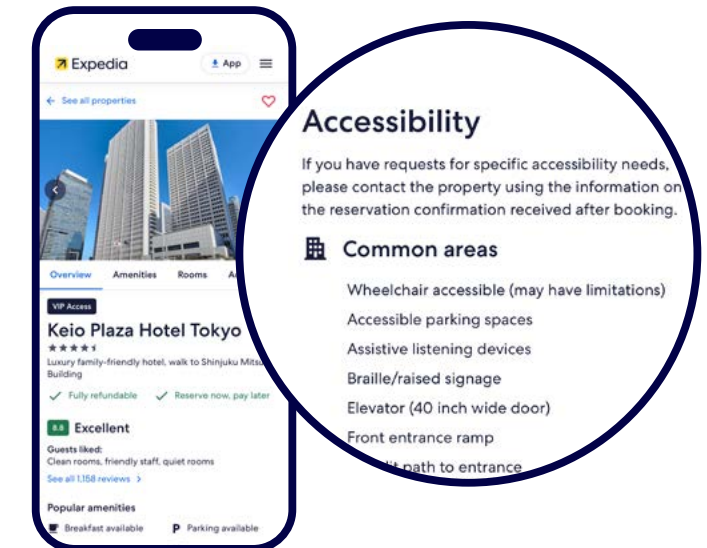 Expedia
App
← See all properties
Overview Amenities Rooms
VIP Access
Keio Plaza Hotel Tokyo
Luxury family-friendly hotel, walk to Shinjuku
Building
Fully refundable Reserve now, pay later
8.8 Excellent
Guests liked:
Clean rooms, friendly staff, quiet rooms
See all 1,158 reviews >
Popular amenities
Breakfast available P Parking available
Accessibility
If you have requests for specific accessibility needs,
please contact the property using the information on
the reservation confirmation received after booking.
Common areas
Wheelchair accessible (may have limitations)
Accessible parking spaces
Assistive listening devices
Braille/raised signage
Elevator (40 inch wide door)
Front entrance ramp
path to entrance